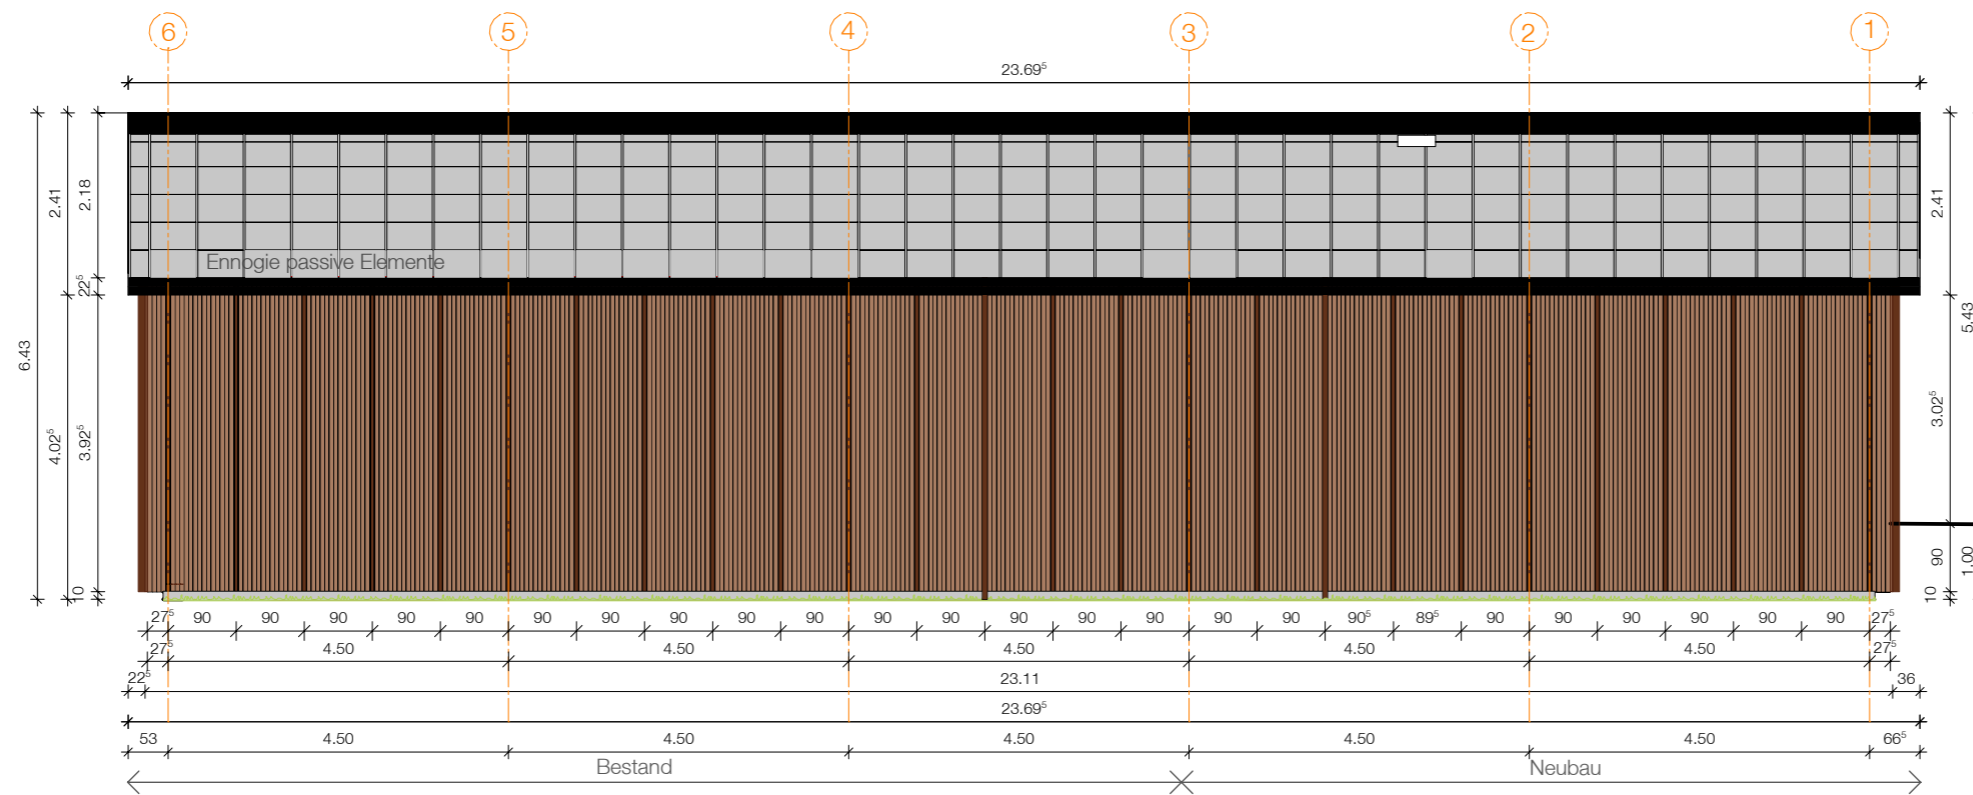 6 5 4 3 2 1
23.69⁵
2.41 2.18 2.41
Ennogie passive Elemente
22⁵
6.43 4.02⁵ 3.92⁵ 3.02⁵ 5.43
90 1.00
10 10
27⁵ 90 90 90 90 90 90 90 90 90 90 90 90 90 90 90 90 90 90⁵ 89⁵ 90 90 90 90 90 90 27⁵
27⁵ 4.50 4.50 4.50 4.50 4.50 27⁵
22⁵ 23.11 36
23.69⁵
53 4.50 4.50 4.50 4.50 4.50 66⁵
Bestand Neubau